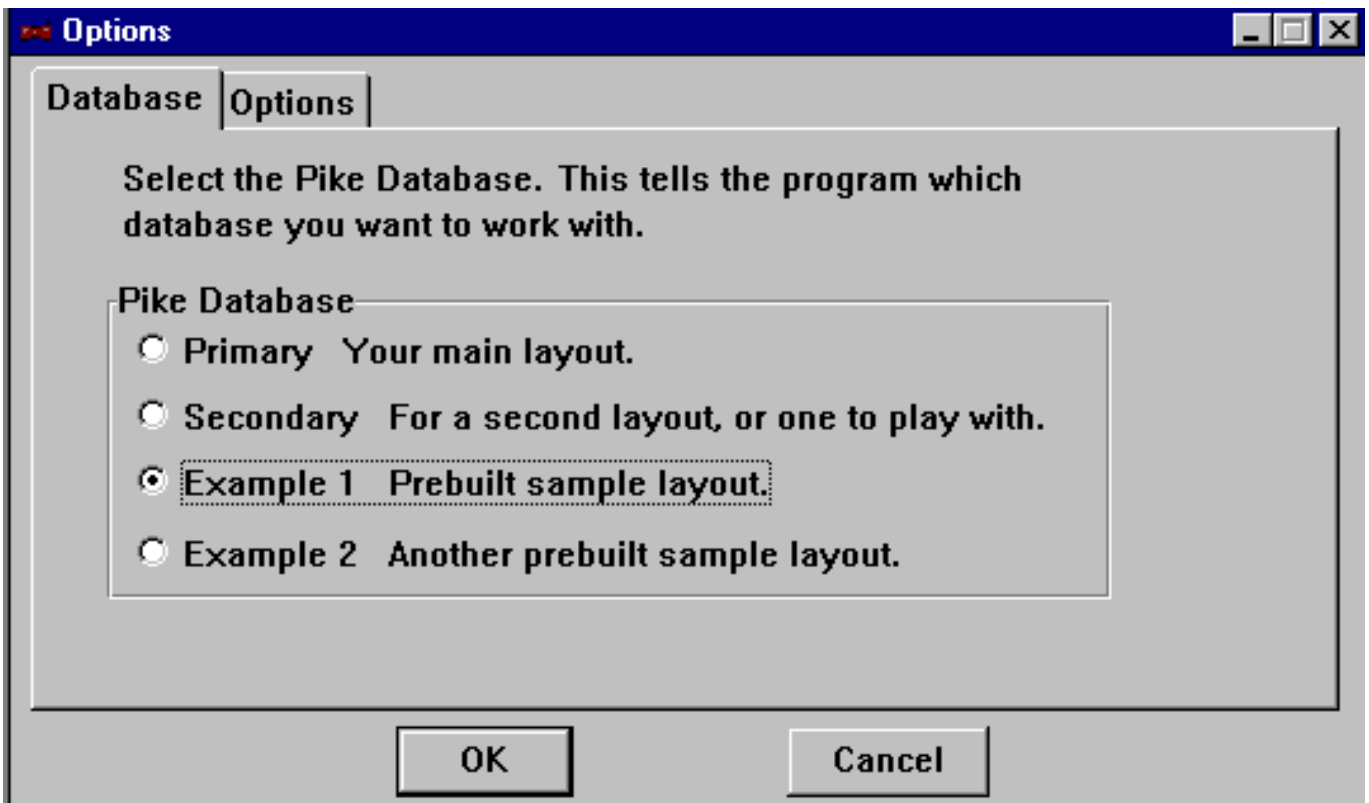 Options
Database Options
Select the Pike Database. This tells the program which
database you want to work with.
Pike Database
Primary Your main layout.
Secondary For a second layout, or one to play with.
Example 1 Prebuilt sample layout.
Example 2 Another prebuilt sample layout.
OK Cancel